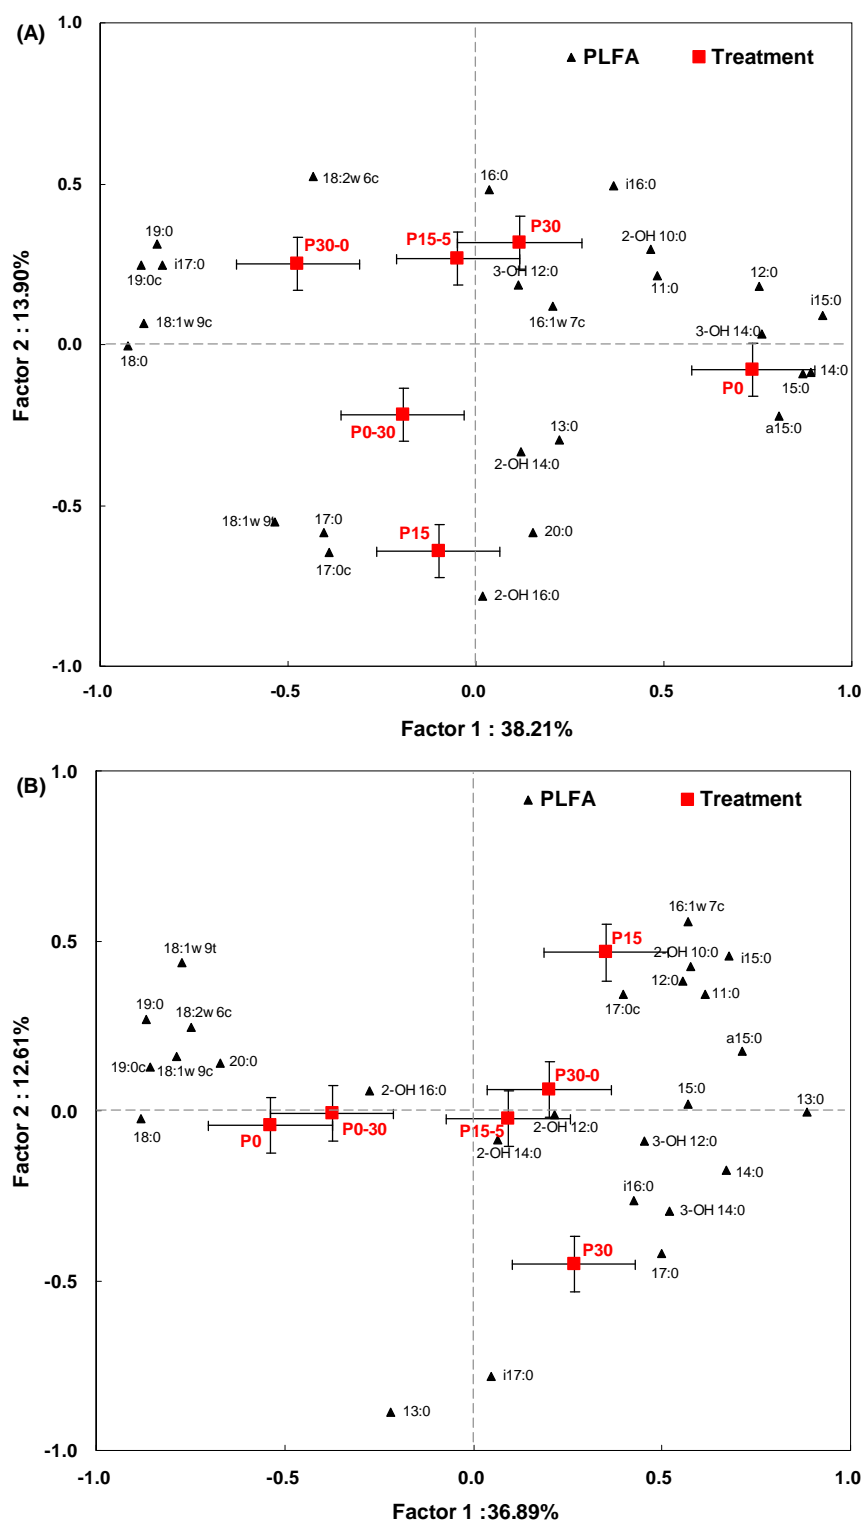 (A)
1.0
PLFA
Treatment
18:2w 6c
16:0
i16:0
0.5
19:0
P30-0
P15-5
P30
2-OH 10:0
i17:0
19:0c
3-OH 12:0
11:0
12:0
i15:0
18:1w 9c
16:1w 7c
3-OH 14:0
0.0
18:0
14:0
P0
15:0
P0-30
13:0
a15:0
2-OH 14:0
-0.5
18:1w 9t
17:0
P15
20:0
17:0c
2-OH 16:0
-1.0
-1.0
-0.5
0.0
0.5
1.0
Factor 2 : 13.90%
Factor 1 : 38.21%
(B)
1.0
PLFA
Treatment
16:1w 7c
0.5
18:1w 9t
P15
2-OH 10:0
i15:0
12:0
11:0
19:0
18:2w 6c
17:0c
a15:0
19:0c
18:1w 9c
20:0
2-OH 16:0
P30-0
15:0
13:0
0.0
18:0
P0
P0-30
P15-5
2-OH 12:0
3-OH 12:0
2-OH 14:0
14:0
i16:0
3-OH 14:0
P30
17:0
-0.5
i17:0
13:0
-1.0
-1.0
-0.5
0.0
0.5
1.0
Factor 2 : 12.61%
Factor 1 :36.89%